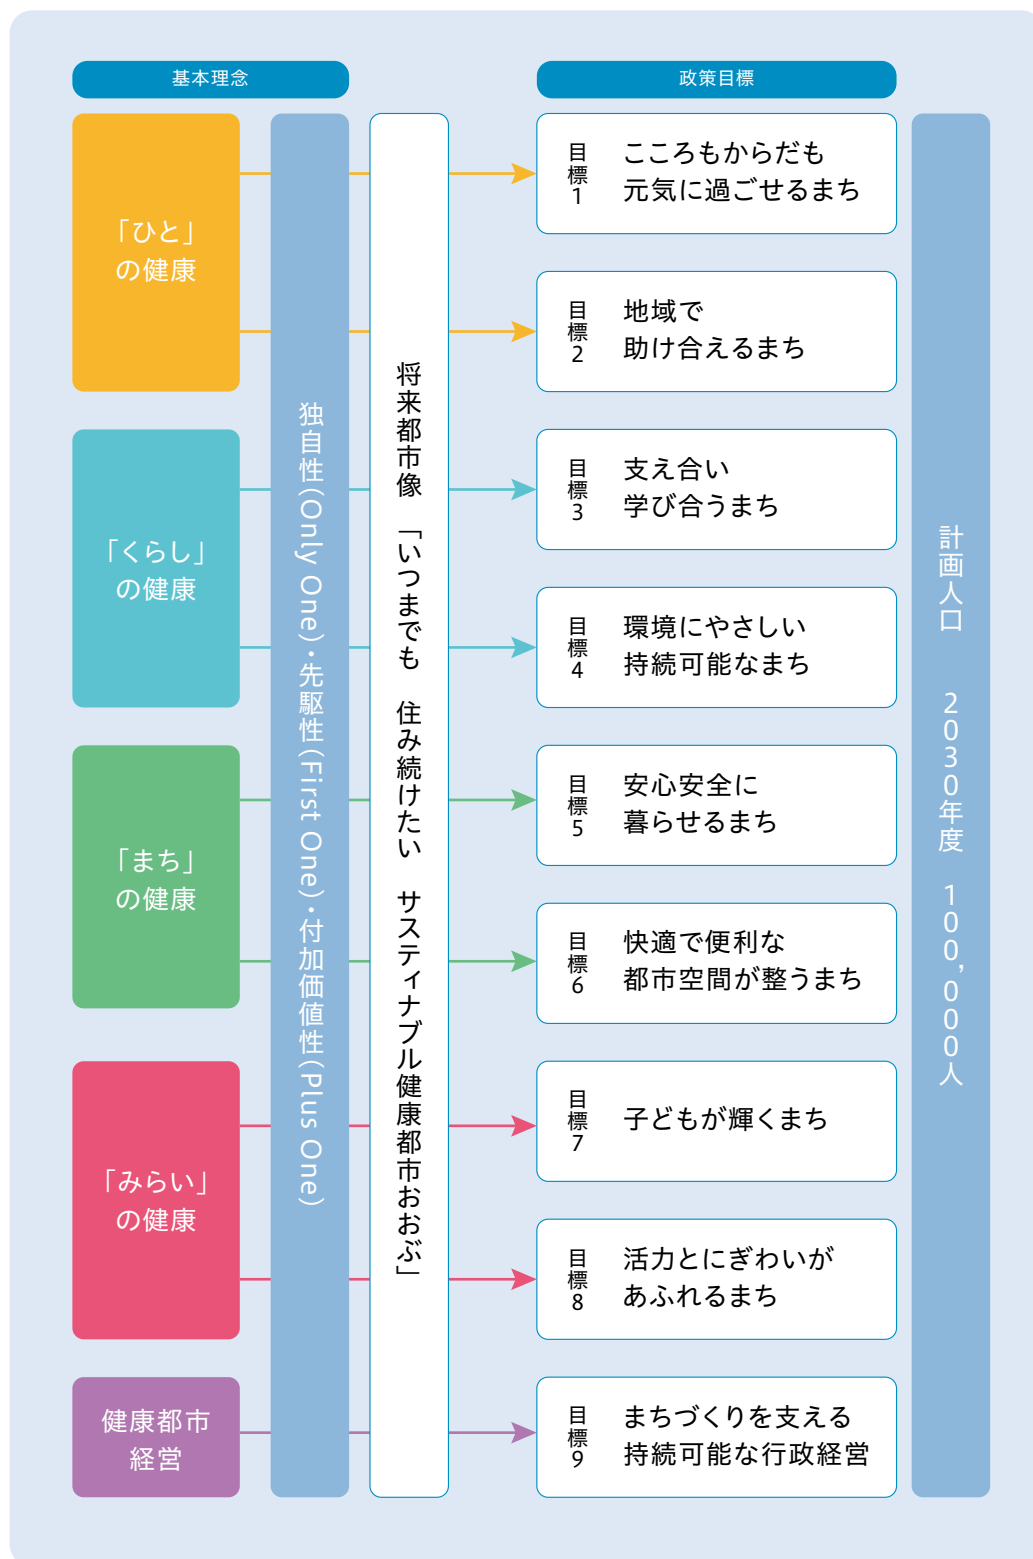 基本理念
政策目標
「ひと」
の健康
「くらし」
の健康
「まち」
の健康
「みらい」
の健康
健康都市
経営
独自性(Only One)・先駆性(First One)・付加価値性(Plus One)
将来都市像 「いつまでも 住み続けたい サスティナブル健康都市おおぶ」
目標1
こころもからだも
元気に過ごせるまち
目標2
地域で
助け合えるまち
目標3
支え合い
学び合うまち
目標4
環境にやさしい
持続可能なまち
目標5
安心安全に
暮らせるまち
目標6
快適で便利な
都市空間が整うまち
目標7
子どもが輝くまち
目標8
活力とにぎわいが
あふれるまち
目標9
まちづくりを支える
持続可能な行政経営
計画人口 2030年度 100,000人